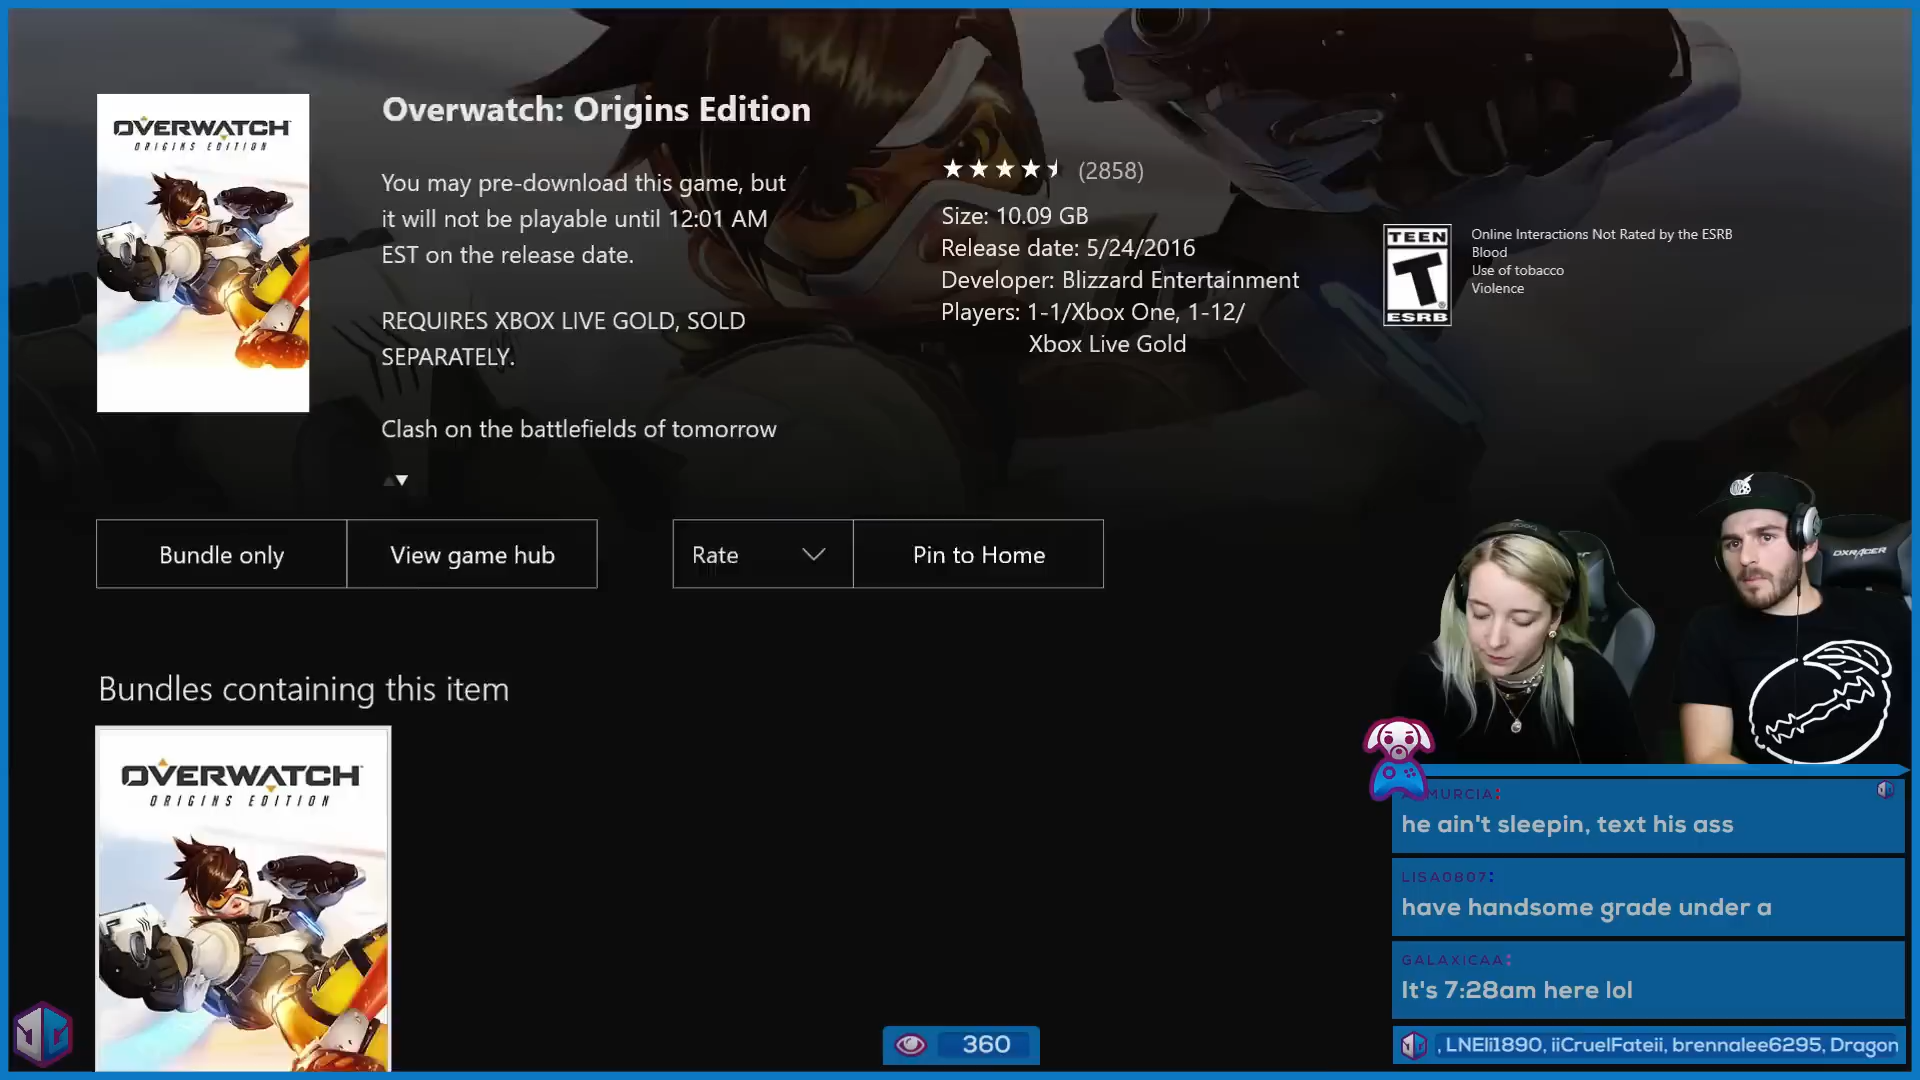 OVERWATCH
ORIGINS EDITION
Overwatch: Origins Edition
You may pre-download this game, but
it will not be playable until 12:01 AM
EST on the release date.
REQUIRES XBOX LIVE GOLD, SOLD
SEPARATELY.
Clash on the battlefields of tomorrow
(2858)
Size: 10.09 GB
Release date: 5/24/2016
Developer: Blizzard Entertainment
Players: 1-1/Xbox One, 1-12/
Xbox Live Gold
TEEN
T
ESRB
Online Interactions Not Rated by the ESRB
Blood
Use of tobacco
Violence
Bundle only
View game hub
Rate
Pin to Home
Bundles containing this item
OVERWATCH
ORIGINS EDITION
DXRACER
MURCIA:
he ain't sleepin, text his ass
LISA0807:
have handsome grade under a
GALAXICAA:
It's 7:28am here lol
360
, LNEli1890, iiCruelFateii, brennalee6295, Dragon